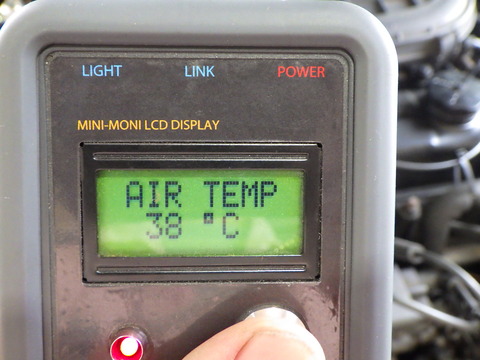 LIGHT LINK POWER
MINI-MONI LCD DISPLAY
AIR TEMP
38 °C